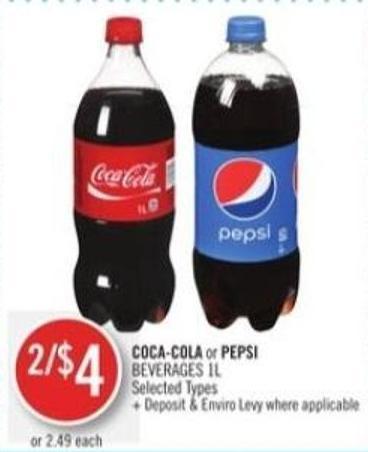 Coca-Cola
1L
pepsi
2/$4
or 2.49 each
COCA-COLA or PEPSI
BEVERAGES 1L
Selected Types
+ Deposit & Enviro Levy where applicable